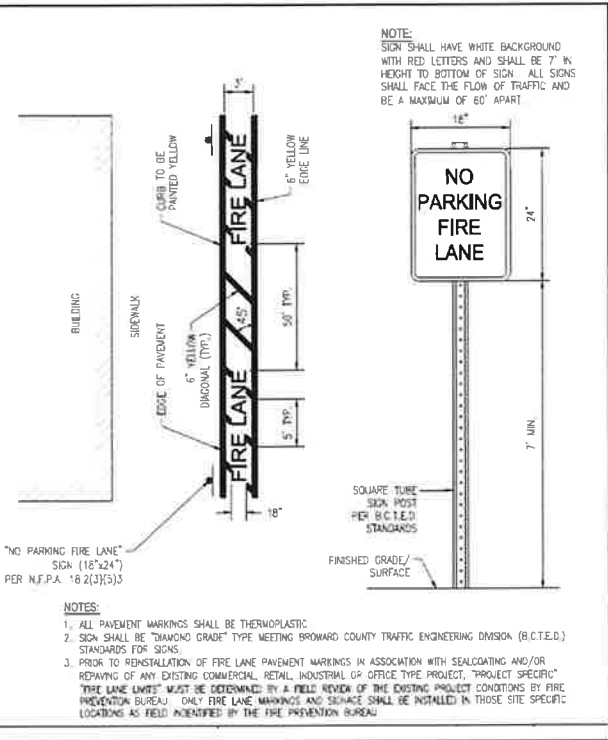 NOTE:
SIGN SHALL HAVE WHITE BACKGROUND
WITH RED LETTERS AND SHALL BE 7' IN
HEIGHT TO BOTTOM OF SIGN. ALL SIGNS
SHALL FACE THE FLOW OF TRAFFIC AND
BE A MAXIMUM OF 60' APART
18"
NO
PARKING
FIRE
LANE
24"
7' MIN.
SQUARE TUBE
SIGN POST
PER B.C.T.E.D.
STANDARDS
FINISHED GRADE/
SURFACE
3'
CURB TO BE
PAINTED YELLOW
FIRE LANE
6" YELLOW
EDGE LINE
BUILDING
SIDEWALK
EDGE OF PAVEMENT
6" YELLOW
DIAGONAL (TYP.)
45°
50' TYP.
FIRE LANE
5' TYP.
18"
"NO PARKING FIRE LANE"
SIGN (18"x24")
PER N.F.P.A. 18.2(3)(5)3
NOTES:
1. ALL PAVEMENT MARKINGS SHALL BE THERMOPLASTIC
2. SIGN SHALL BE "DIAMOND GRADE" TYPE MEETING BROWARD COUNTY TRAFFIC ENGINEERING DIVISION (B.C.T.E.D.)
STANDARDS FOR SIGNS
3. PRIOR TO REINSTALLATION OF FIRE LANE PAVEMENT MARKINGS IN ASSOCIATION WITH SEALCOATING AND/OR
REPAVING OF ANY EXISTING COMMERCIAL, RETAIL, INDUSTRIAL OR OFFICE TYPE PROJECT, "PROJECT SPECIFIC"
"FIRE LANE LIMITS" MUST BE DETERMINED BY A FIELD REVIEW OF THE EXISTING PROJECT CONDITIONS BY FIRE
PREVENTION BUREAU. ONLY FIRE LANE MARKINGS AND SIGNAGE SHALL BE INSTALLED IN THOSE SITE SPECIFIC
LOCATIONS AS FIELD INDENTIFIED BY THE FIRE PREVENTION BUREAU